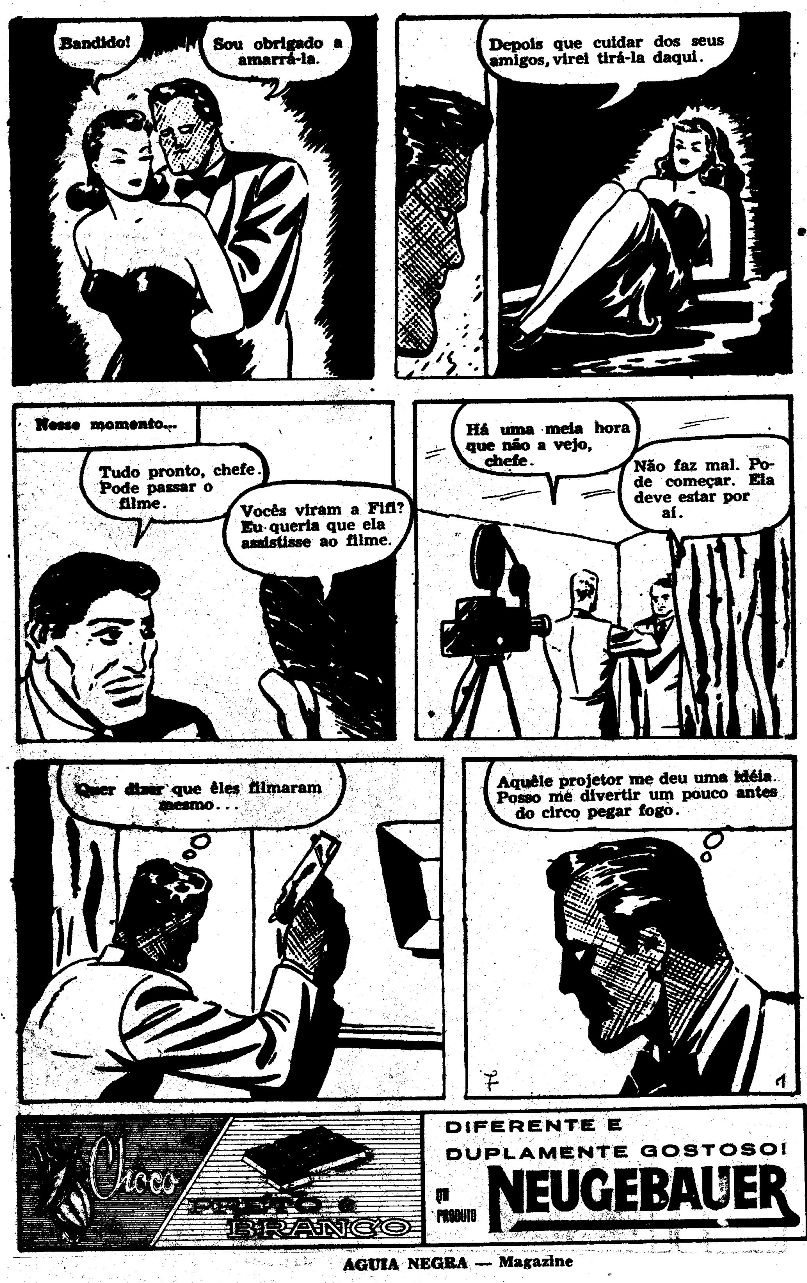 Bandido!
Sou obrigado a
amarrá-la.
Depois que cuidar dos seus
amigos, virei tirá-la daqui.
Nesse momento...
Tudo pronto, chefe.
Pode passar o
filme.
Vocês viram a Fifi?
Eu queria que ela
assistisse ao filme.
Há uma meia hora
que não a vejo,
chefe.
Não faz mal. Po-
de começar. Ela
deve estar por
aí.
Quer dizer que êles filmaram
mesmo...
Aquêle projetor me deu uma idéia.
Posso me divertir um pouco antes
do circo pegar fogo.
7
1
Choco
PRETO e
BRANCO
DIFERENTE E
DUPLAMENTE GOSTOSO!
UM
PRODUTO
NEUGEBAUER
AGUIA NEGRA — Magazine